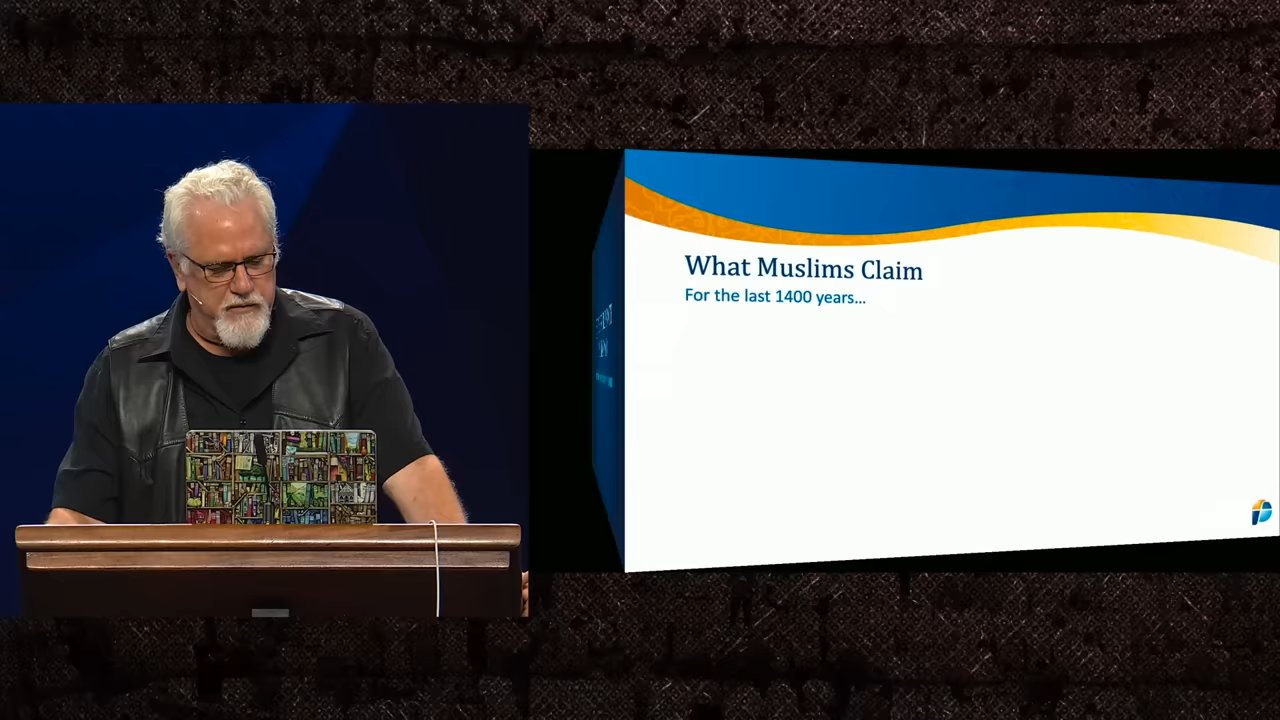 What Muslims Claim
For the last 1400 years…